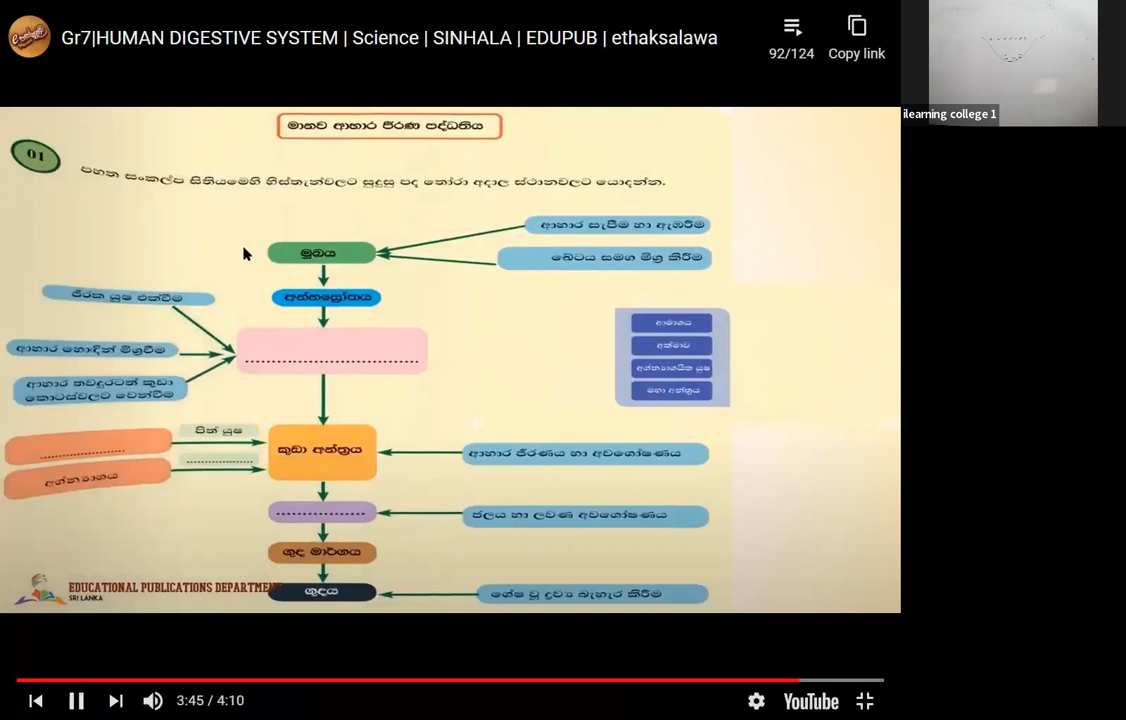 Gr7|HUMAN DIGESTIVE SYSTEM | Science | SINHALA | EDUPUB | ethaksalawa
92/124
Copy link
ilearning college 1
මානව ආහාර ජීරණ පද්ධතිය
01
පහත සංකල්ප සිතියමෙහි හිස්තැන්වලට සුදුසු පද තෝරා අදාල ස්ථානවලට යොදන්න.
ආහාර සැපීම හා ඇඹරීම
මුඛය
ඛේටය සමග මිශ්‍ර කිරීම
ජීරක යුෂ එක්වීම
අන්නස්‍රෝතය
ආමාශය
ආහාර හොඳින් මිශ්‍රවීම
..............................
අක්මාව
අග්න්‍යාශයික යුෂ
ආහාර තවදුරටත් කුඩා
කොටස්වලට වෙන්වීම
මහා අන්ත්‍රය
පිත් යුෂ
....................
කුඩා අන්ත්‍රය
ආහාර ජීරණය හා අවශෝෂණය
................
අග්න්‍යාශය
.................
ජලය හා ලවණ අවශෝෂණය
ගුද මාර්ගය
EDUCATIONAL PUBLICATIONS DEPARTMENT
SRI LANKA
ගුදය
ශේෂ වූ ද්‍රව්‍ය බැහැර කිරීම
3:45 / 4:10
YouTube